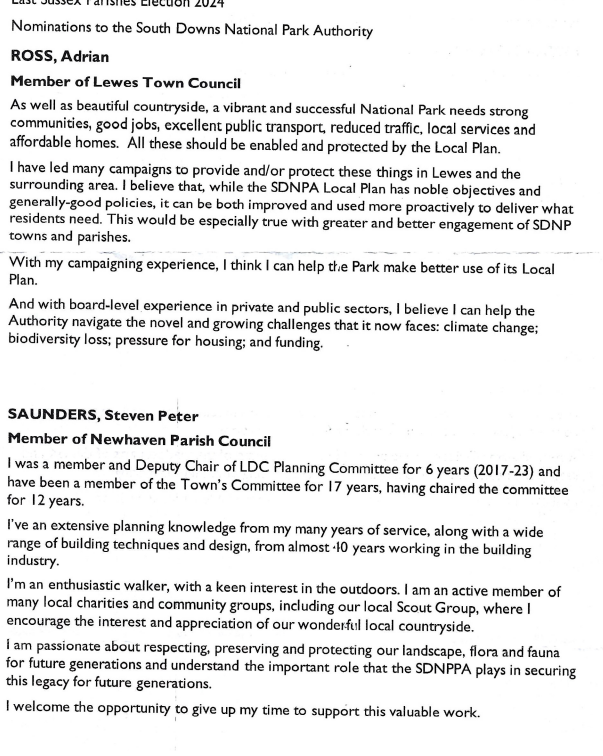 East Sussex Parishes Election 2024
Nominations to the South Downs National Park Authority
ROSS, Adrian
Member of Lewes Town Council
As well as beautiful countryside, a vibrant and successful National Park needs strong
communities, good jobs, excellent public transport, reduced traffic, local services and
affordable homes.  All these should be enabled and protected by the Local Plan.
I have led many campaigns to provide and/or protect these things in Lewes and the
surrounding area. I believe that, while the SDNPA Local Plan has noble objectives and
generally-good policies, it can be both improved and used more proactively to deliver what
residents need. This would be especially true with greater and better engagement of SDNP
towns and parishes.
With my campaigning experience, I think I can help the Park make better use of its Local
Plan.
And with board-level experience in private and public sectors, I believe I can help the
Authority navigate the novel and growing challenges that it now faces: climate change;
biodiversity loss; pressure for housing; and funding.
SAUNDERS, Steven Peter
Member of Newhaven Parish Council
I was a member and Deputy Chair of LDC Planning Committee for 6 years (2017-23) and
have been a member of the Town's Committee for 17 years, having chaired the committee
for 12 years.
I've an extensive planning knowledge from my many years of service, along with a wide
range of building techniques and design, from almost 40 years working in the building
industry.
I'm an enthusiastic walker, with a keen interest in the outdoors. I am an active member of
many local charities and community groups, including our local Scout Group, where I
encourage the interest and appreciation of our wonderful local countryside.
I am passionate about respecting, preserving and protecting our landscape, flora and fauna
for future generations and understand the important role that the SDNPPA plays in securing
this legacy for future generations.
I welcome the opportunity to give up my time to support this valuable work.